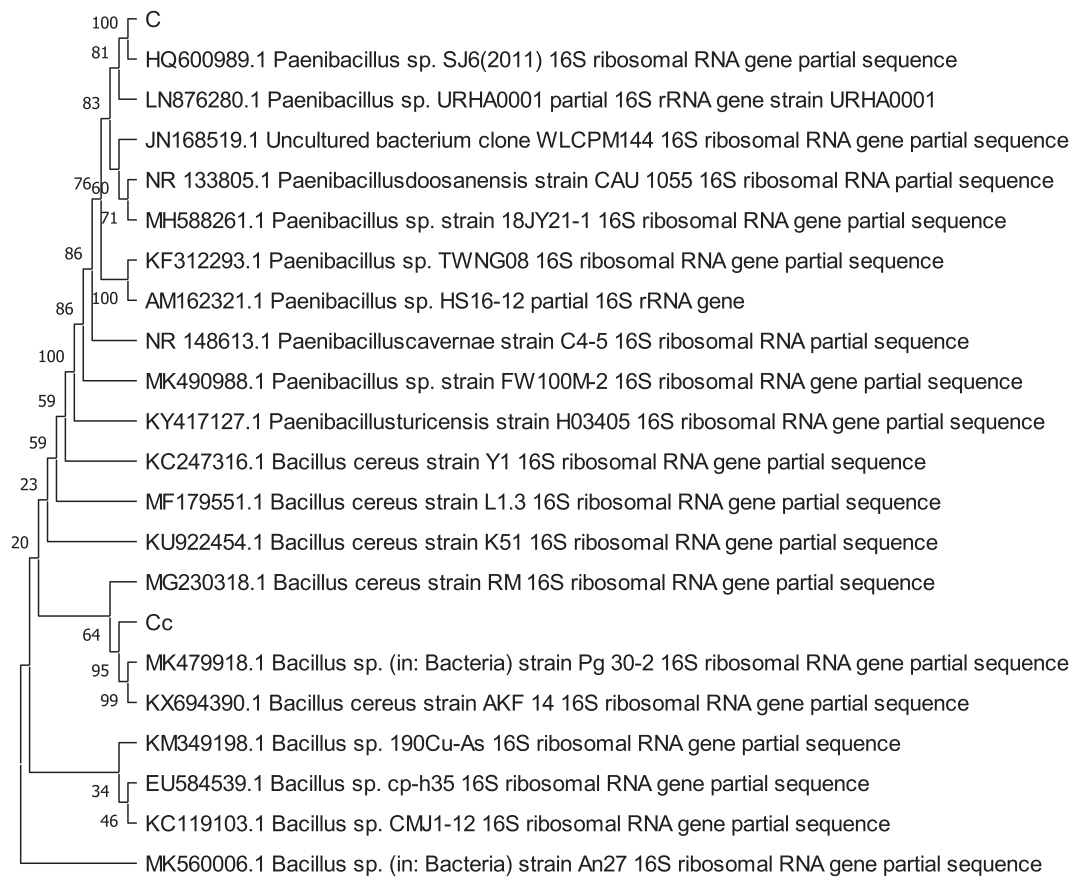 100
C
81
HQ600989.1 Paenibacillus sp. SJ6(2011) 16S ribosomal RNA gene partial sequence
83
LN876280.1 Paenibacillus sp. URHA0001 partial 16S rRNA gene strain URHA0001
JN168519.1 Uncultured bacterium clone WLCPM144 16S ribosomal RNA gene partial sequence
76 60
NR 133805.1 Paenibacillusdoosanensis strain CAU 1055 16S ribosomal RNA partial sequence
71
MH588261.1 Paenibacillus sp. strain 18JY21-1 16S ribosomal RNA gene partial sequence
86
KF312293.1 Paenibacillus sp. TWNG08 16S ribosomal RNA gene partial sequence
100
AM162321.1 Paenibacillus sp. HS16-12 partial 16S rRNA gene
86
NR 148613.1 Paenibacilluscavernae strain C4-5 16S ribosomal RNA partial sequence
100
MK490988.1 Paenibacillus sp. strain FW100M-2 16S ribosomal RNA gene partial sequence
59
KY417127.1 Paenibacillusturicensis strain H03405 16S ribosomal RNA gene partial sequence
59
KC247316.1 Bacillus cereus strain Y1 16S ribosomal RNA gene partial sequence
23
MF179551.1 Bacillus cereus strain L1.3 16S ribosomal RNA gene partial sequence
20
KU922454.1 Bacillus cereus strain K51 16S ribosomal RNA gene partial sequence
MG230318.1 Bacillus cereus strain RM 16S ribosomal RNA gene partial sequence
Cc
64
MK479918.1 Bacillus sp. (in: Bacteria) strain Pg 30-2 16S ribosomal RNA gene partial sequence
95
99
KX694390.1 Bacillus cereus strain AKF 14 16S ribosomal RNA gene partial sequence
KM349198.1 Bacillus sp. 190Cu-As 16S ribosomal RNA gene partial sequence
34
EU584539.1 Bacillus sp. cp-h35 16S ribosomal RNA gene partial sequence
46
KC119103.1 Bacillus sp. CMJ1-12 16S ribosomal RNA gene partial sequence
MK560006.1 Bacillus sp. (in: Bacteria) strain An27 16S ribosomal RNA gene partial sequence